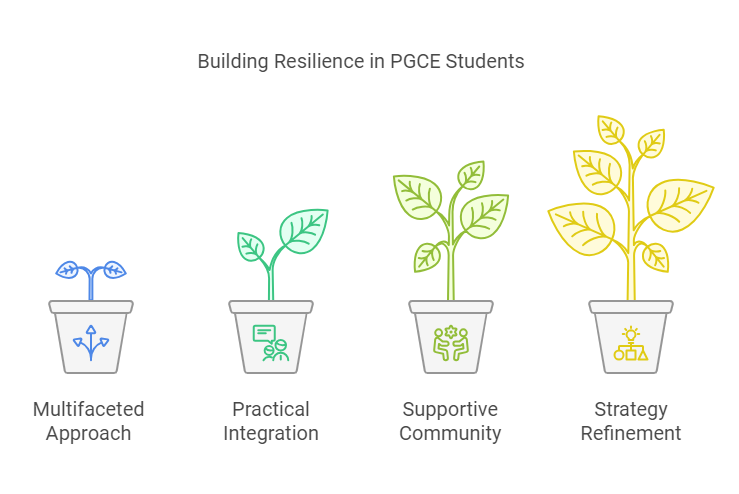 Building Resilience in PGCE Students
Multifaceted
Approach
Practical
Integration
Supportive
Community
Strategy
Refinement